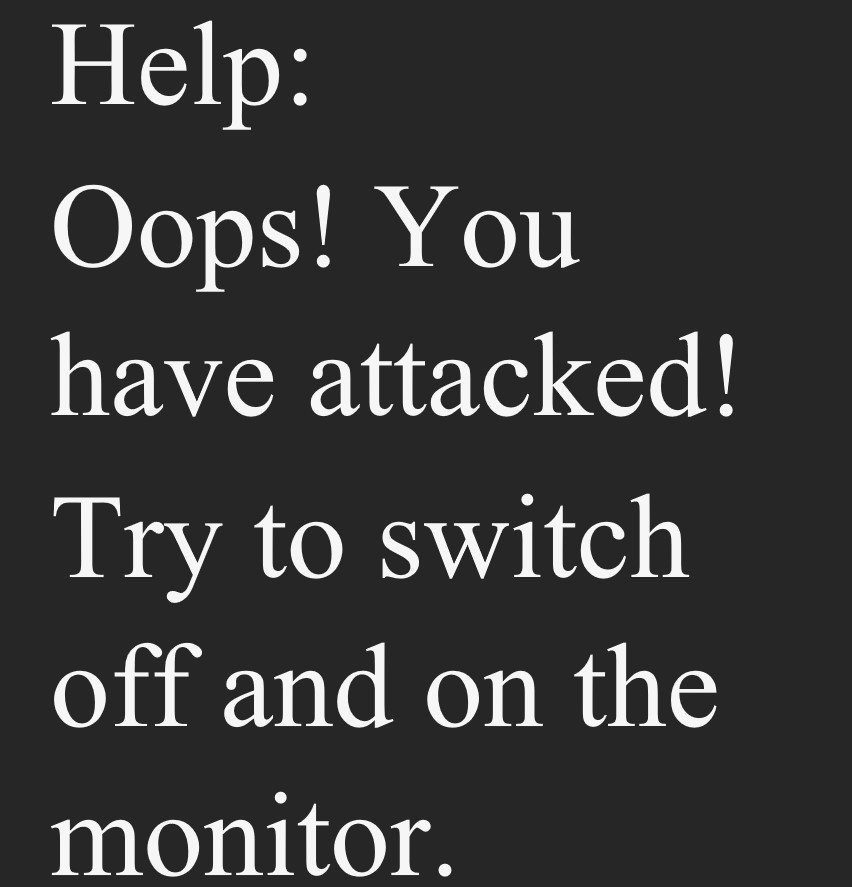 Help:
Oops! You
have attacked!
Try to switch
off and on the
monitor.